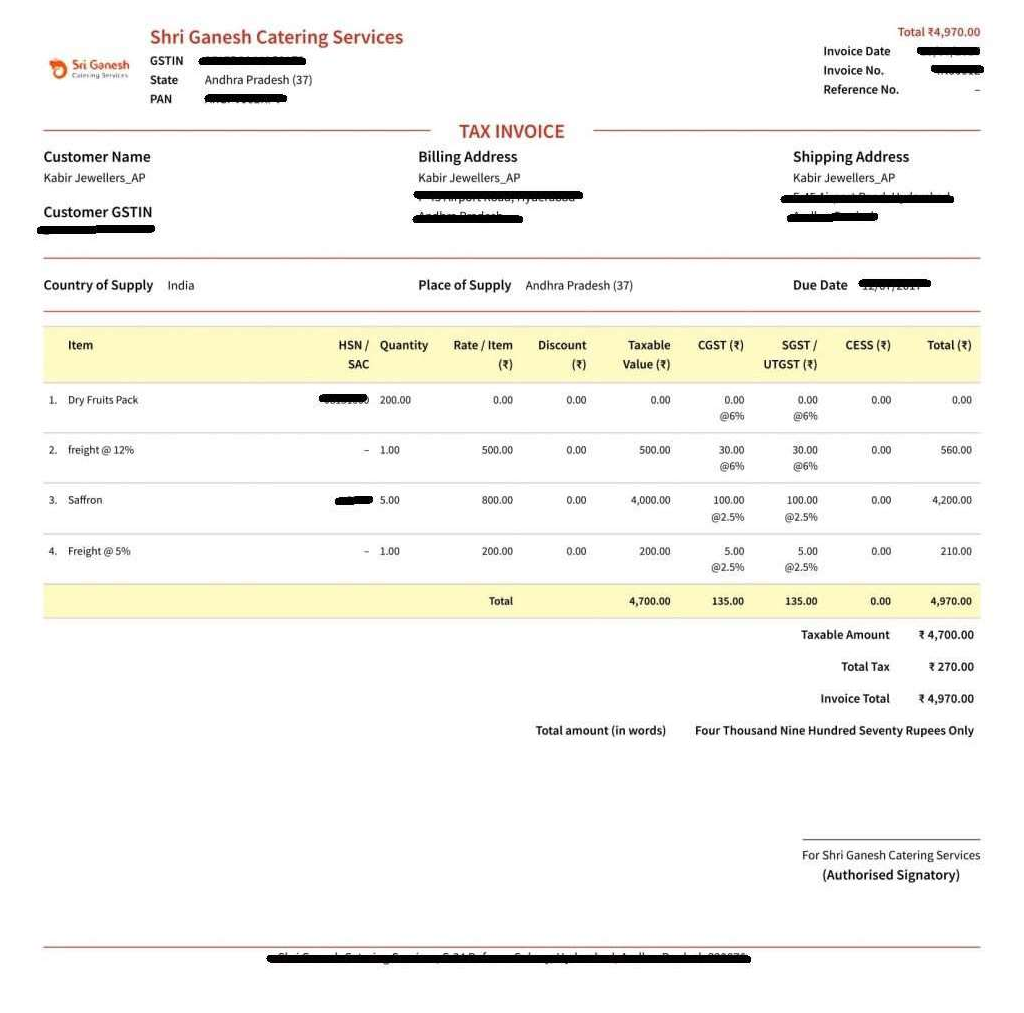 Shri Ganesh Catering Services
Sri Ganesh
Catering Services
GSTIN
State Andhra Pradesh (37)
PAN
Total ₹4,970.00
Invoice Date
Invoice No.
Reference No. –
TAX INVOICE
Customer Name
Kabir Jewellers_AP
Customer GSTIN
Billing Address
Kabir Jewellers_AP
Shipping Address
Kabir Jewellers_AP
Country of Supply India Place of Supply Andhra Pradesh (37) Due Date
Item HSN / SAC Quantity Rate / Item (₹) Discount (₹) Taxable Value (₹) CGST (₹) SGST / UTGST (₹) CESS (₹) Total (₹)
1. Dry Fruits Pack 200.00 0.00 0.00 0.00 0.00 0.00 0.00 0.00
@6% @6%
2. freight @ 12% – 1.00 500.00 0.00 500.00 30.00 30.00 0.00 560.00
@6% @6%
3. Saffron 5.00 800.00 0.00 4,000.00 100.00 100.00 0.00 4,200.00
@2.5% @2.5%
4. Freight @ 5% – 1.00 200.00 0.00 200.00 5.00 5.00 0.00 210.00
@2.5% @2.5%
Total 4,700.00 135.00 135.00 0.00 4,970.00
Taxable Amount ₹ 4,700.00
Total Tax ₹ 270.00
Invoice Total ₹ 4,970.00
Total amount (in words) Four Thousand Nine Hundred Seventy Rupees Only
For Shri Ganesh Catering Services
(Authorised Signatory)